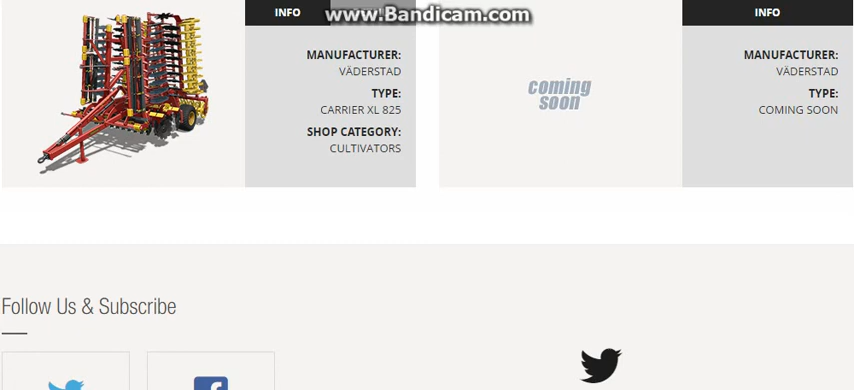 INFO
www.Bandicam.com
INFO
MANUFACTURER:
VÄDERSTAD
TYPE:
CARRIER XL 825
SHOP CATEGORY:
CULTIVATORS
coming
soon
MANUFACTURER:
VÄDERSTAD
TYPE:
COMING SOON
Follow Us & Subscribe